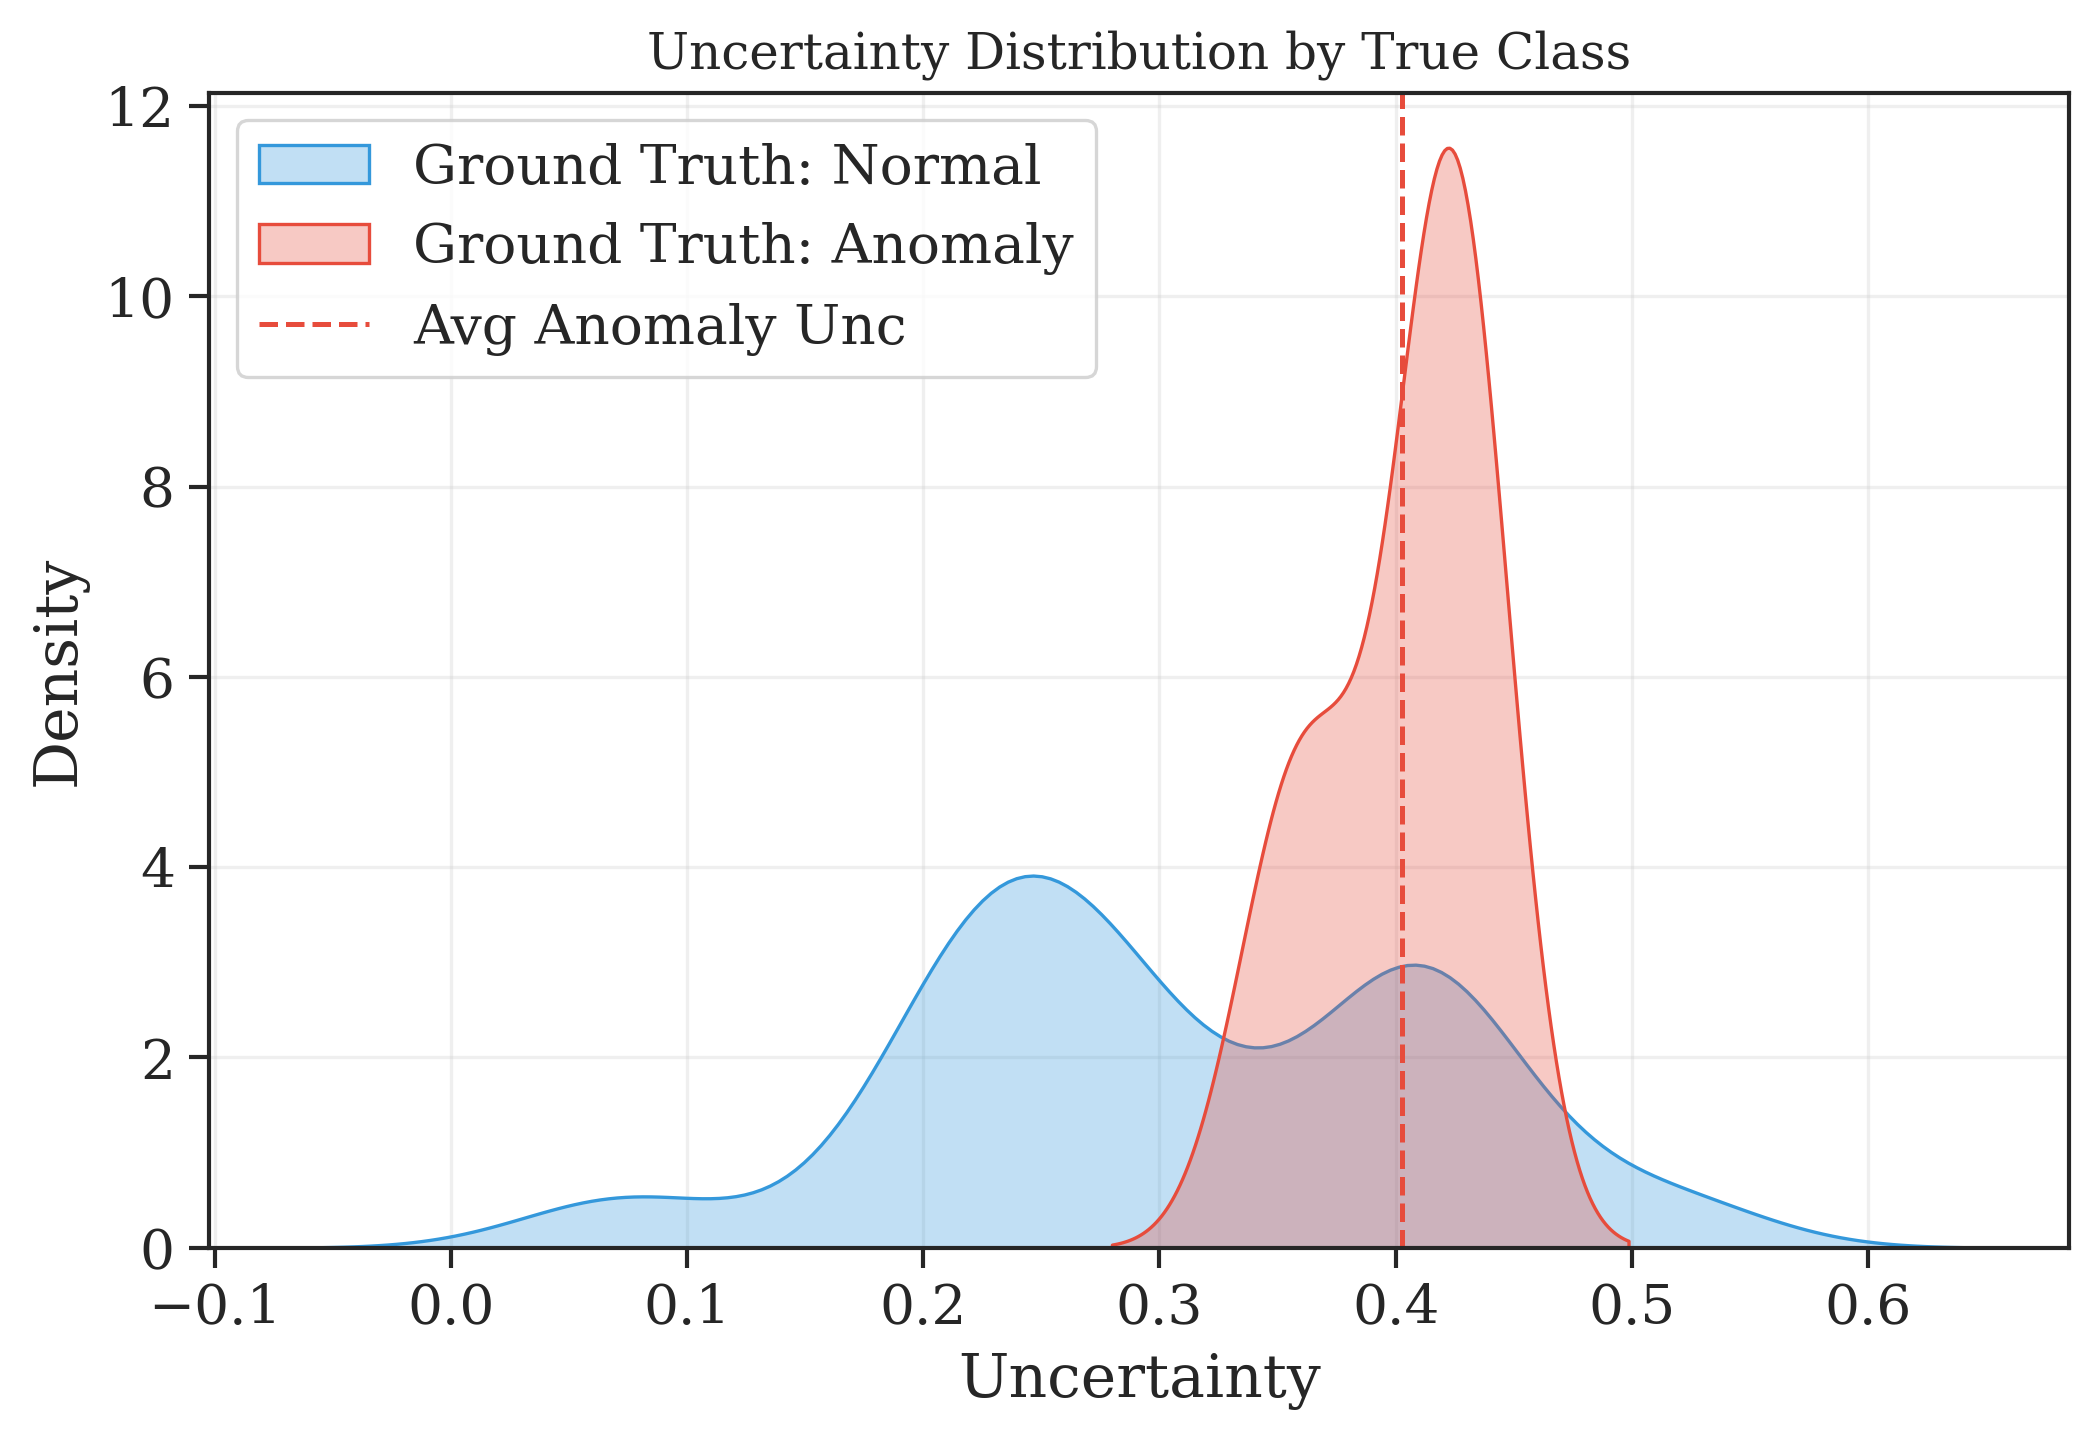 Uncertainty Distribution by True Class
12
10
8
6
4
2
0
Density
Ground Truth: Normal
Ground Truth: Anomaly
Avg Anomaly Unc
−0.1 0.0 0.1 0.2 0.3 0.4 0.5 0.6
Uncertainty